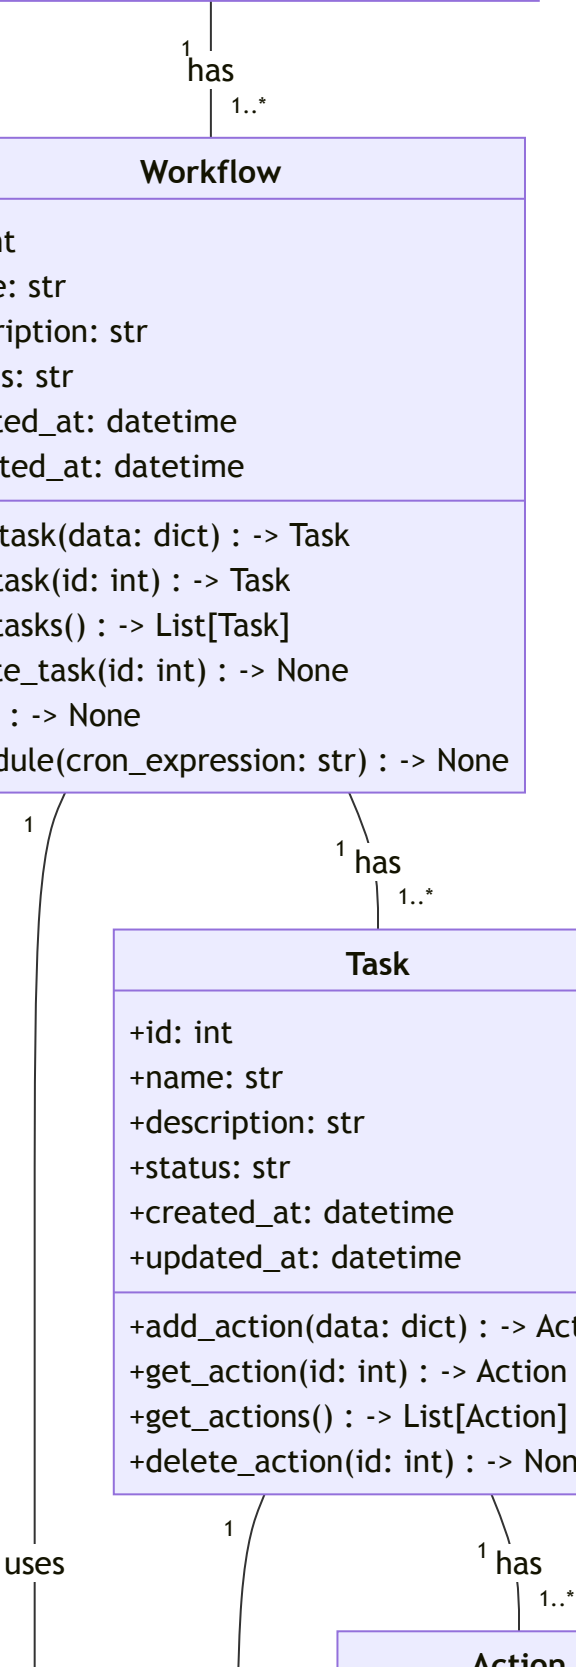 1
has
1..*
Workflow
nt
e: str
ription: str
s: str
ted_at: datetime
ted_at: datetime
task(data: dict) : -> Task
task(id: int) : -> Task
tasks() : -> List[Task]
te_task(id: int) : -> None
) : -> None
dule(cron_expression: str) : -> None
1
1
has
1..*
Task
+id: int
+name: str
+description: str
+status: str
+created_at: datetime
+updated_at: datetime
+add_action(data: dict) : -> Act
+get_action(id: int) : -> Action
+get_actions() : -> List[Action]
+delete_action(id: int) : -> Non
1
1
uses
has
1..*
Action